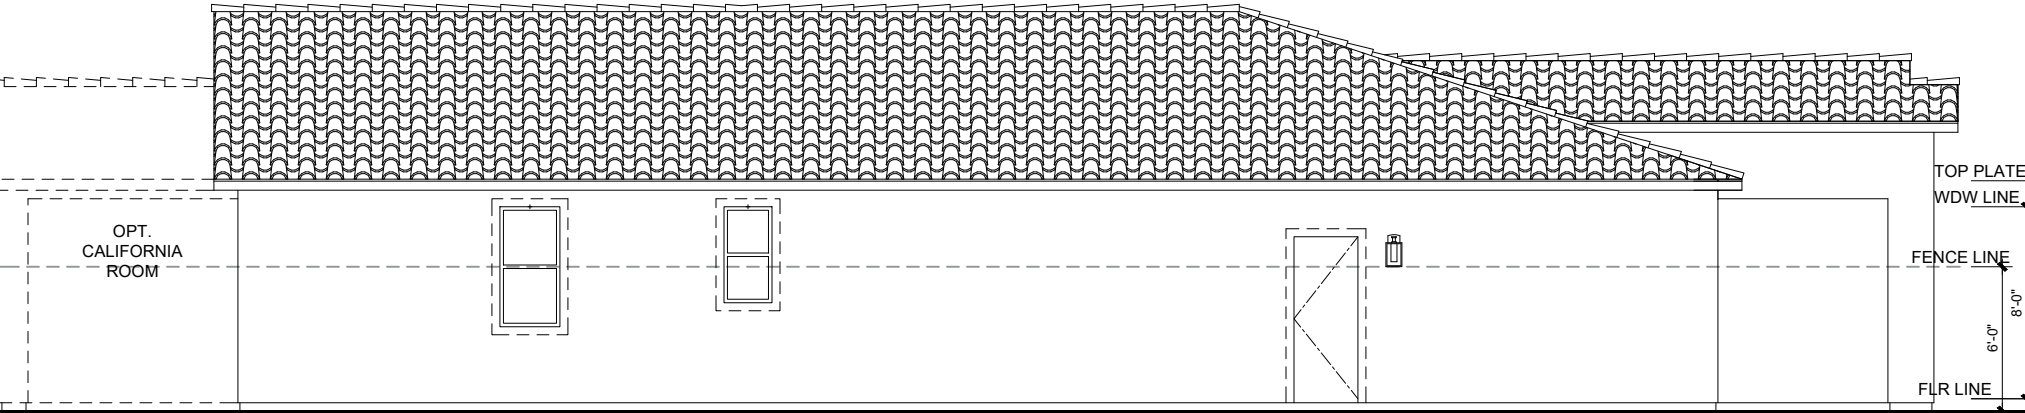 OPT.
CALIFORNIA
ROOM
TOP PLATE
WDW LINE
FENCE LINE
8'-0"
6'-0"
FLR LINE